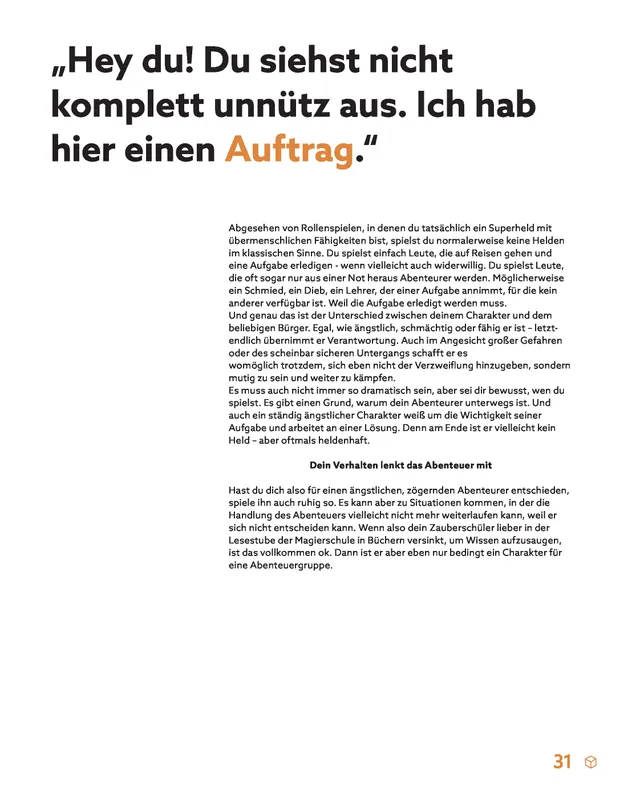 „Hey du! Du siehst nicht
komplett unnütz aus. Ich hab
hier einen Auftrag.“
Abgesehen von Rollenspielen, in denen du tatsächlich ein Superheld mit
übermenschlichen Fähigkeiten bist, spielst du normalerweise keine Helden
im klassischen Sinne. Du spielst einfach Leute, die auf Reisen gehen und
eine Aufgabe erledigen - wenn vielleicht auch widerwillig. Du spielst Leute,
die oft sogar nur aus einer Not heraus Abenteurer werden. Möglicherweise
ein Schmied, ein Dieb, ein Lehrer, der einer Aufgabe annimmt, für die kein
anderer verfügbar ist. Weil die Aufgabe erledigt werden muss.
Und genau das ist der Unterschied zwischen deinem Charakter und dem
beliebigen Bürger. Egal, wie ängstlich, schmächtig oder fähig er ist – letzt-
endlich übernimmt er Verantwortung. Auch im Angesicht großer Gefahren
oder des scheinbar sicheren Untergangs schafft er es
womöglich trotzdem, sich eben nicht der Verzweiflung hinzugeben, sondern
mutig zu sein und weiter zu kämpfen.
Es muss auch nicht immer so dramatisch sein, aber sei dir bewusst, wen du
spielst. Es gibt einen Grund, warum dein Abenteurer unterwegs ist. Und
auch ein ständig ängstlicher Charakter weiß um die Wichtigkeit seiner
Aufgabe und arbeitet an einer Lösung. Denn am Ende ist er vielleicht kein
Held – aber oftmals heldenhaft.
Dein Verhalten lenkt das Abenteuer mit
Hast du dich also für einen ängstlichen, zögernden Abenteurer entschieden,
spiele ihn auch ruhig so. Es kann aber zu Situationen kommen, in der die
Handlung des Abenteuers vielleicht nicht mehr weiterlaufen kann, weil er
sich nicht entscheiden kann. Wenn also dein Zauberschüler lieber in der
Lesestube der Magierschule in Büchern versinkt, um Wissen aufzusaugen,
ist das vollkommen ok. Dann ist er aber eben nur bedingt ein Charakter für
eine Abenteuergruppe.
31